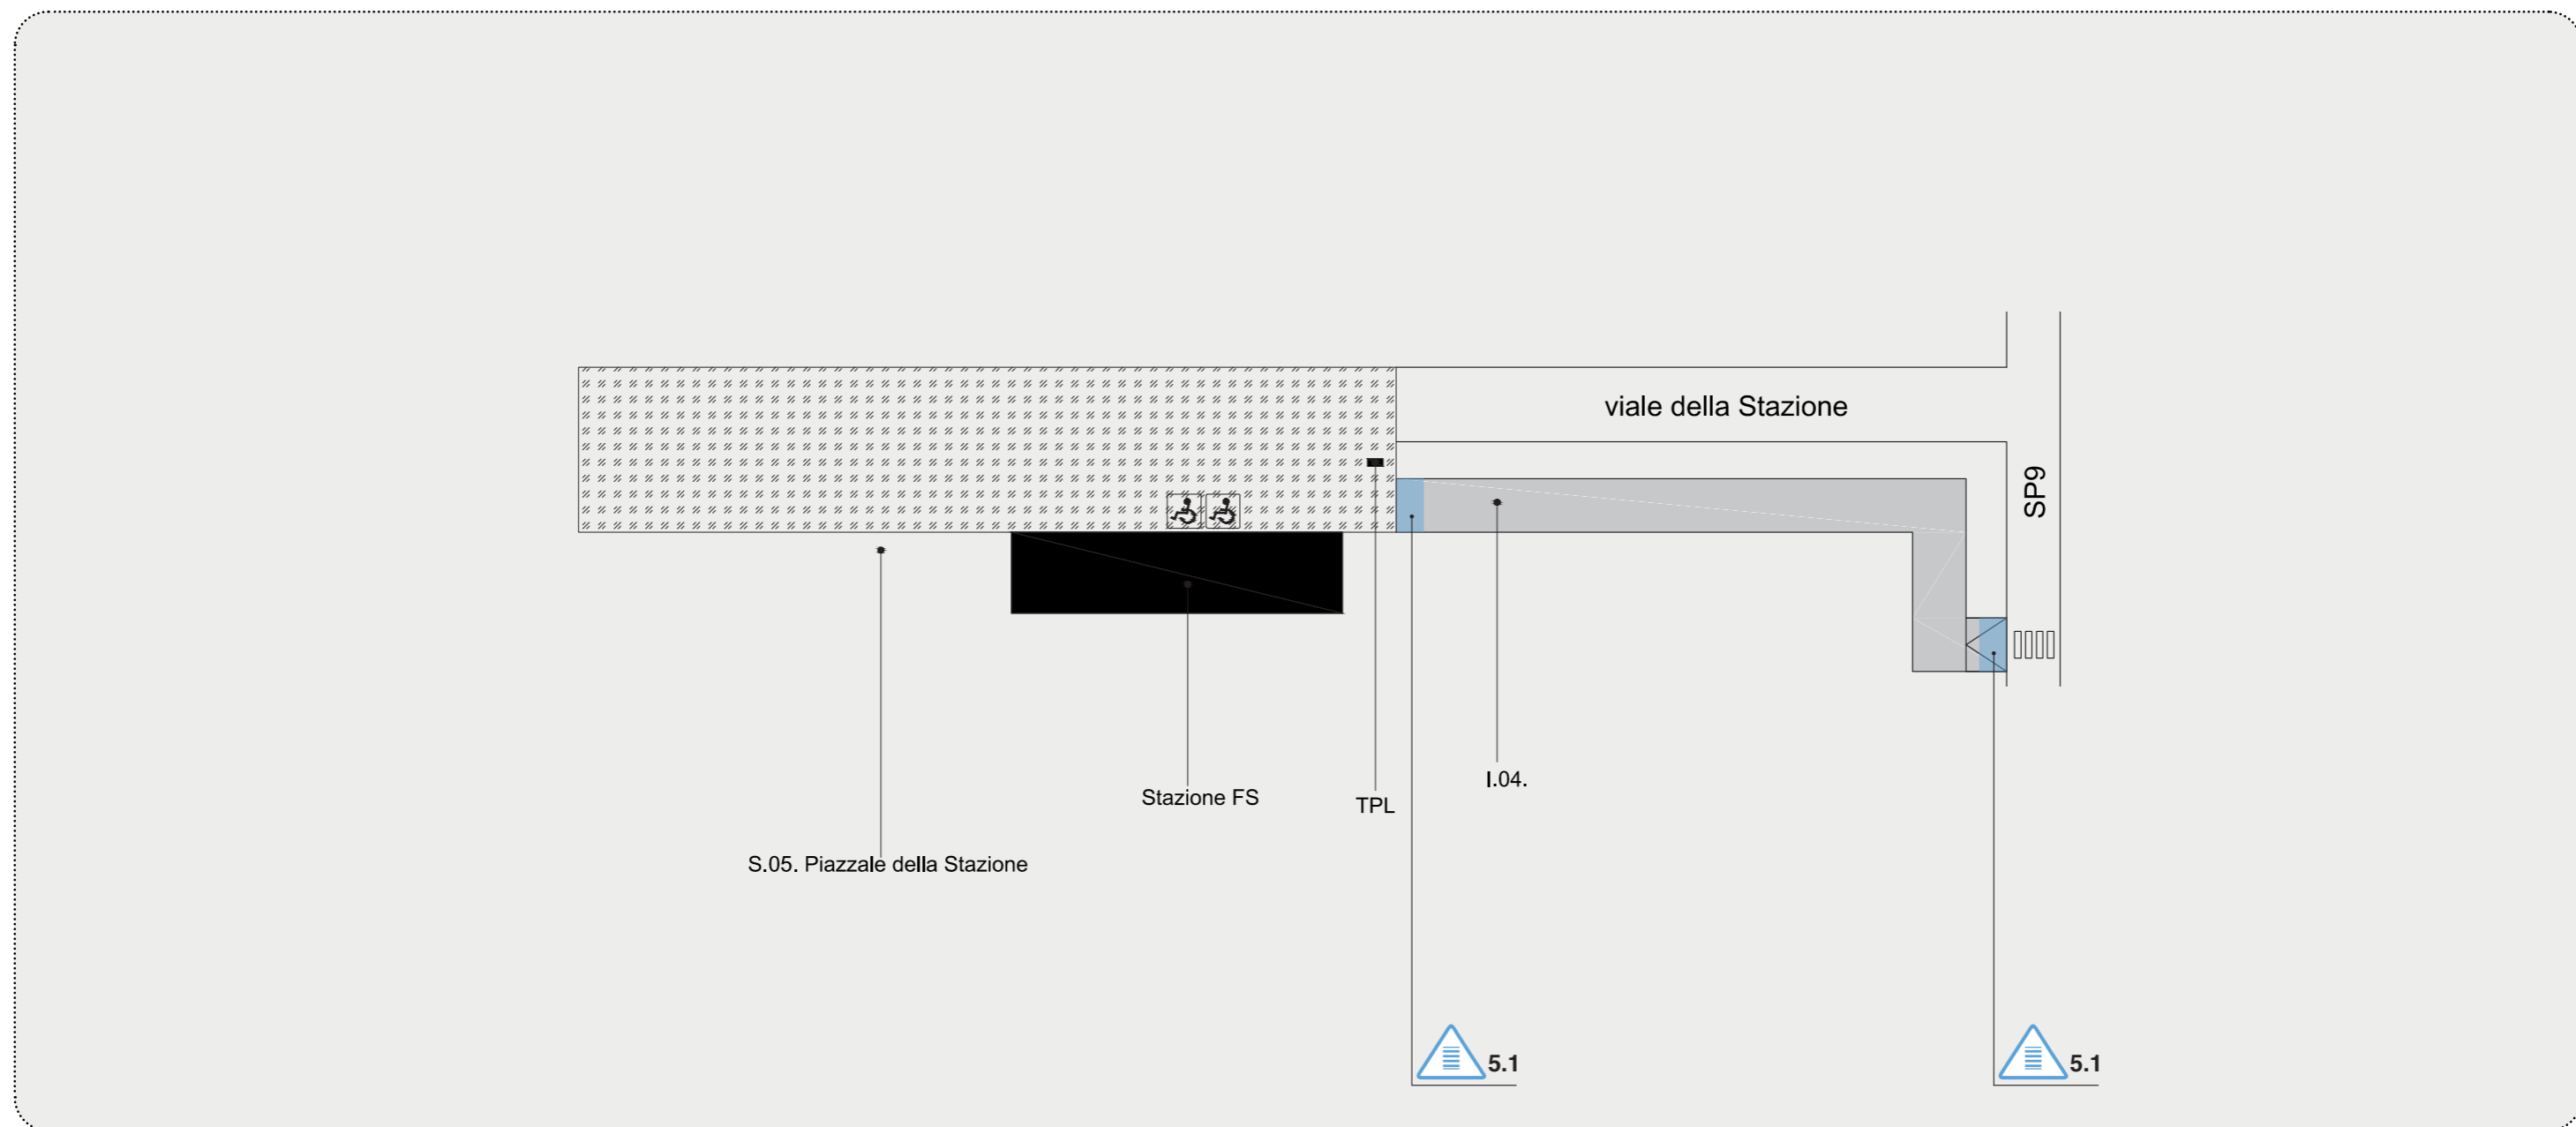 viale della Stazione
SP9
I.04.
Stazione FS
TPL
S.05. Piazzale della Stazione
5.1
5.1